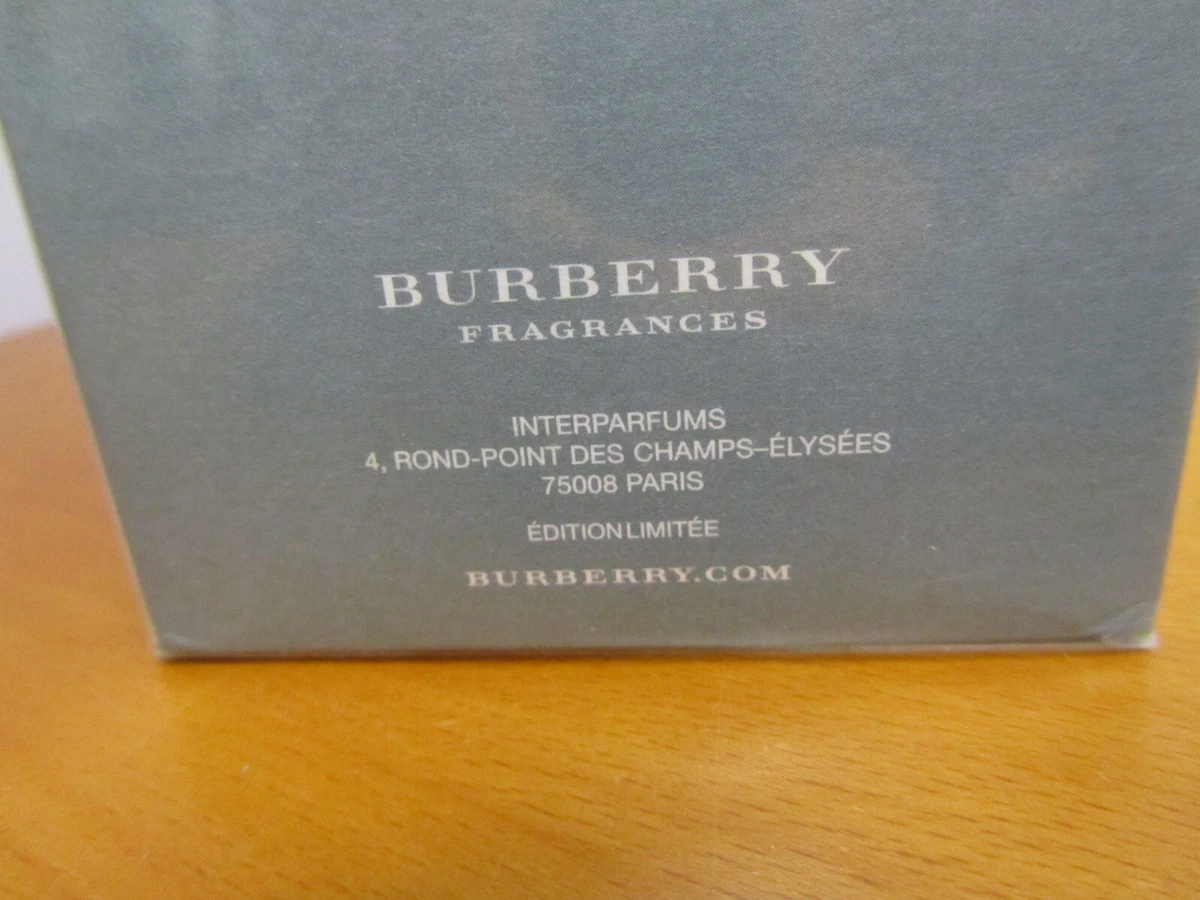 BURBERRY
FRAGRANCES
INTERPARFUMS
4, ROND-POINT DES CHAMPS–ÉLYSÉES
75008 PARIS
ÉDITION LIMITÉE
BURBERRY.COM